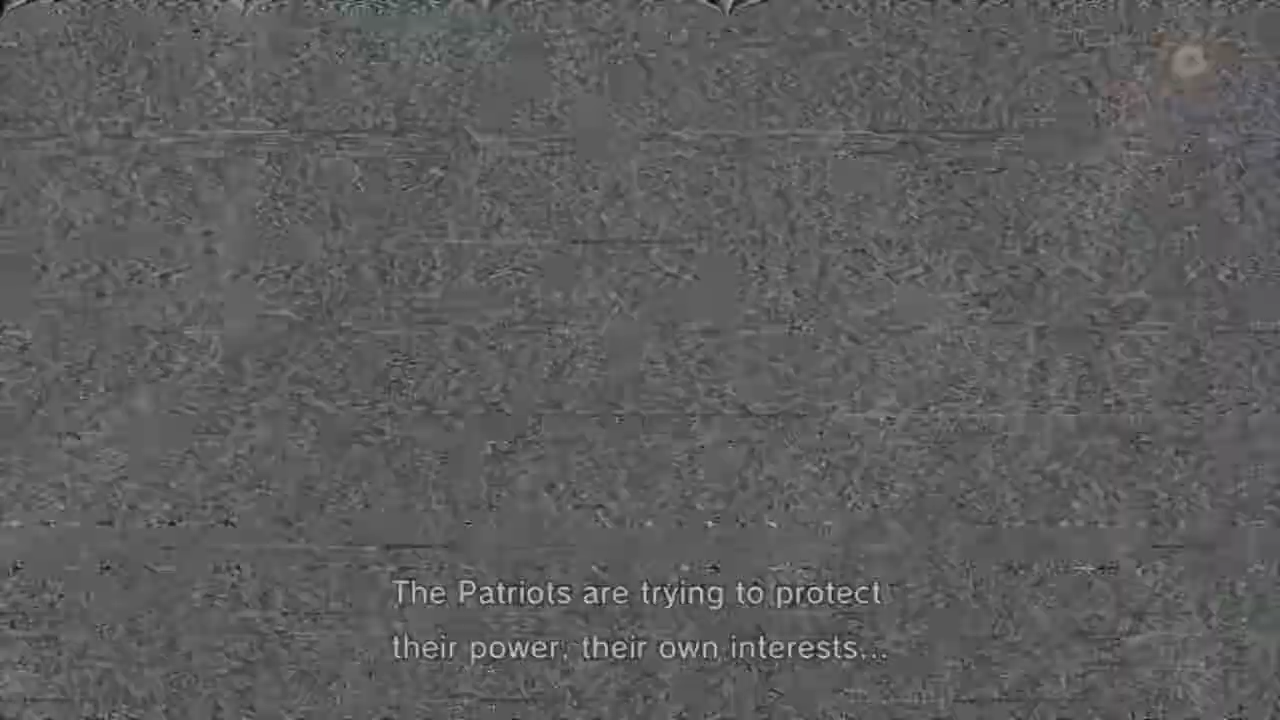 The Patriots are trying to protect
their power, their own interests...